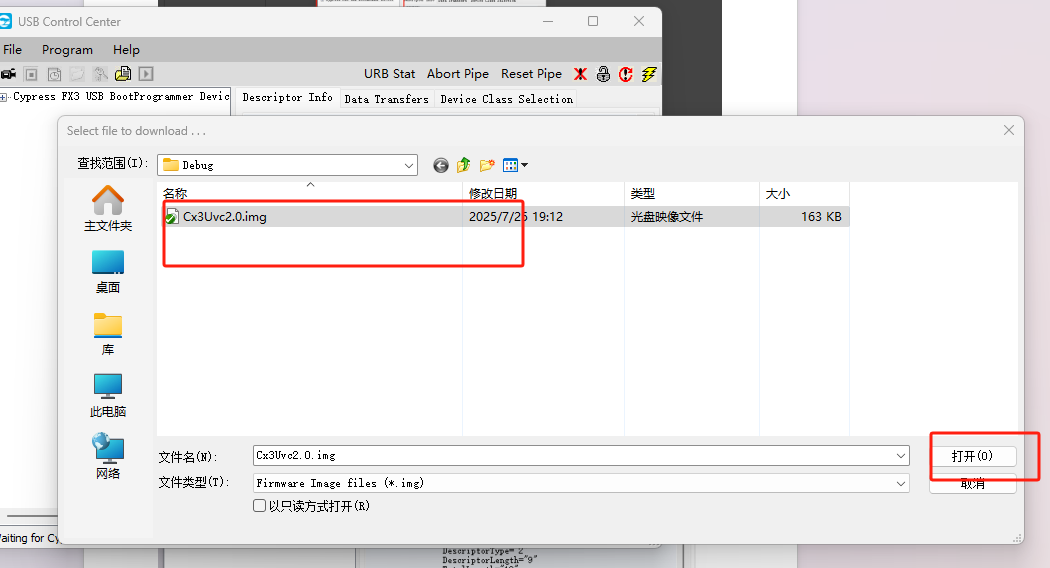 USB Control Center
File Program Help
URB Stat Abort Pipe Reset Pipe
Cypress FX3 USB BootProgrammer Devic
Descriptor Info Data Transfers Device Class Selection
Select file to download . . .
查找范围(I): Debug
名称 修改日期 类型 大小
Cx3Uvc2.0.img 2025/7/25 19:12 光盘映像文件 163 KB
主文件夹
桌面
库
此电脑
网络
文件名(N): Cx3Uvc2.0.img 打开(O)
文件类型(T): Firmware Image files (*.img) 取消
以只读方式打开(R)
aiting for Cy
DescriptorType="2"
DescriptorLength="9"